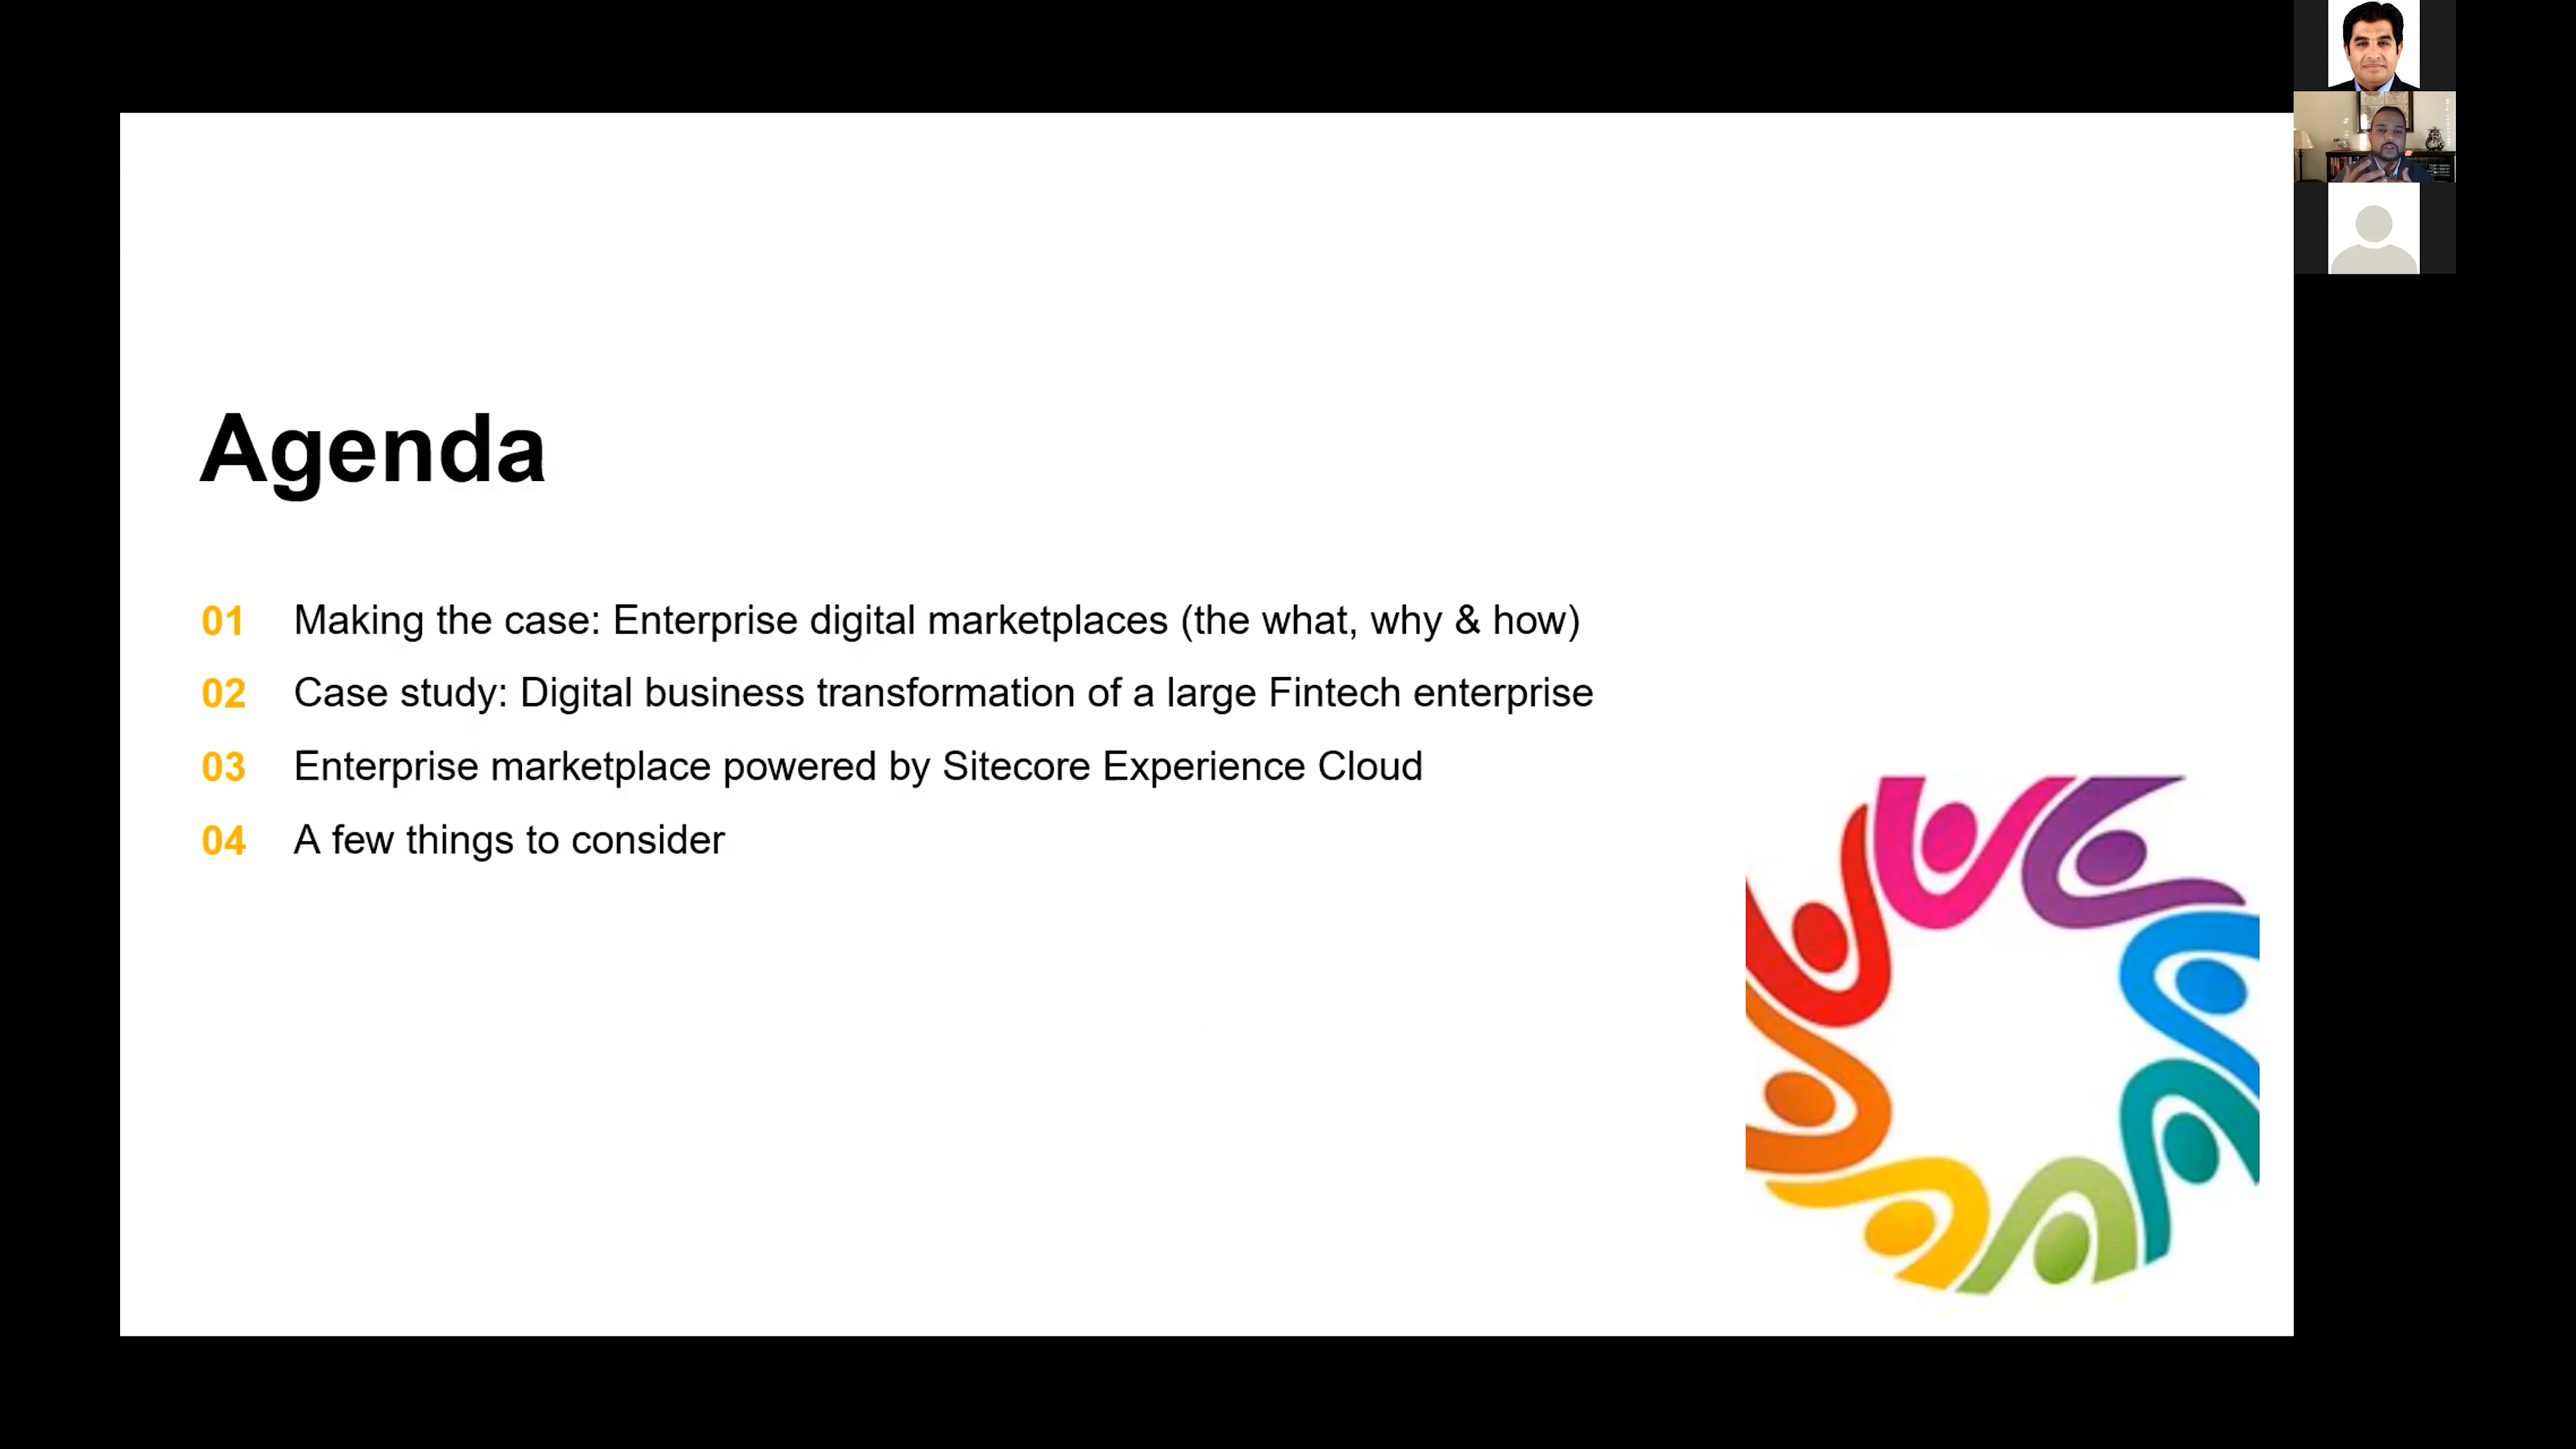 Agenda
01 Making the case: Enterprise digital marketplaces (the what, why & how)
02 Case study: Digital business transformation of a large Fintech enterprise
03 Enterprise marketplace powered by Sitecore Experience Cloud
04 A few things to consider